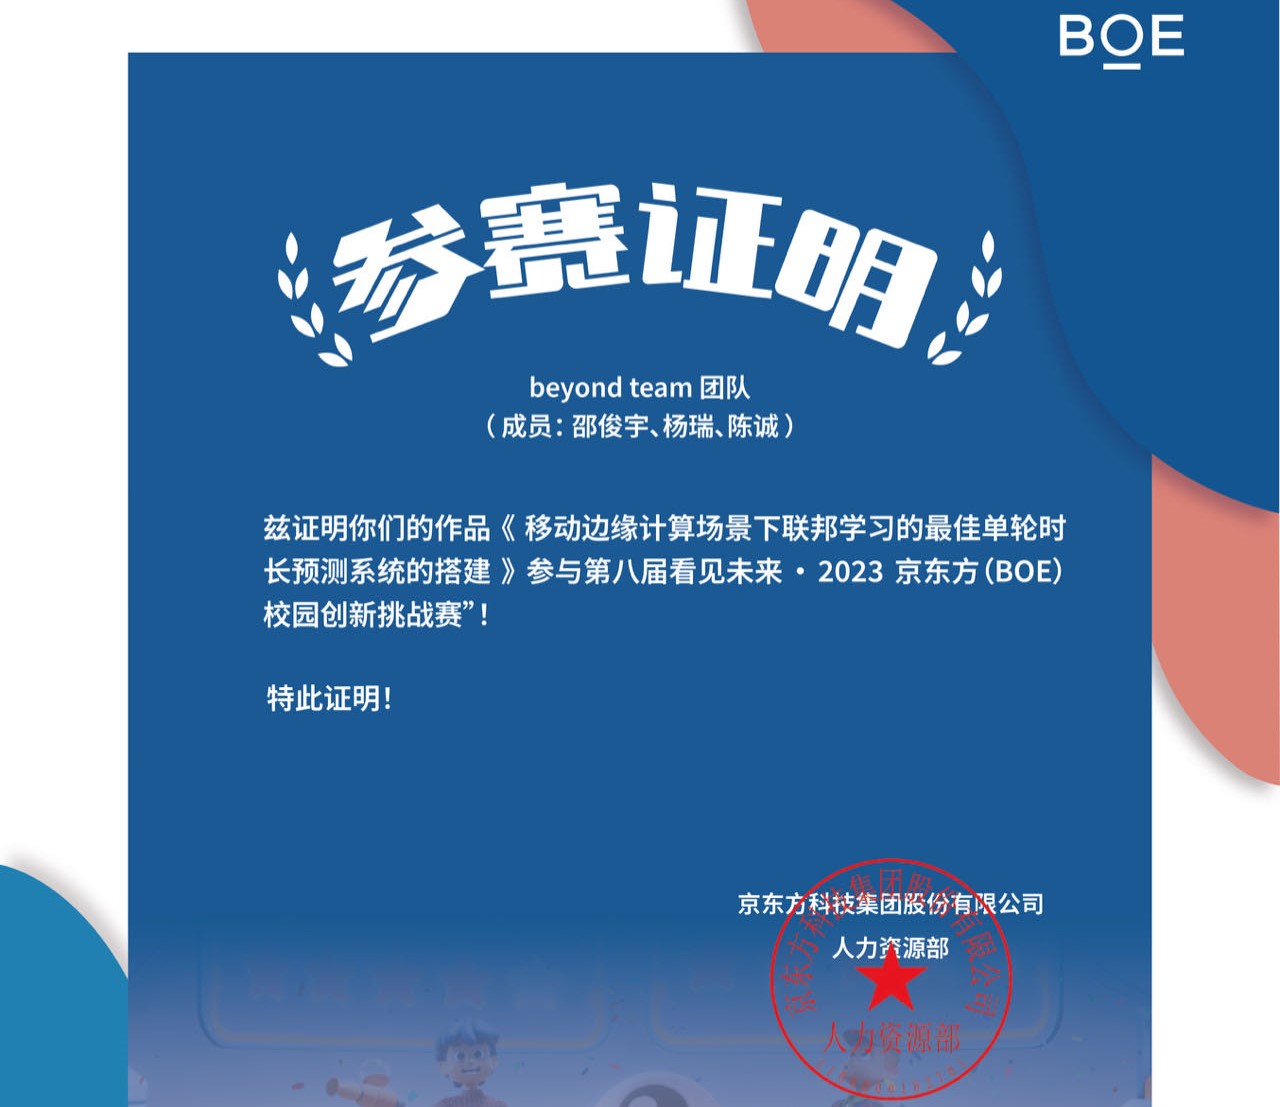 BOE
参赛证明
beyond team 团队
（成员：邵俊宇、杨瑞、陈诚）
兹证明你们的作品《 移动边缘计算场景下联邦学习的最佳单轮时
长预测系统的搭建 》参与第八届看见未来·2023 京东方（BOE）
校园创新挑战赛”！
特此证明！
京东方科技集团股份有限公司
人力资源部
京东方科技集团股份有限公司
人力资源部